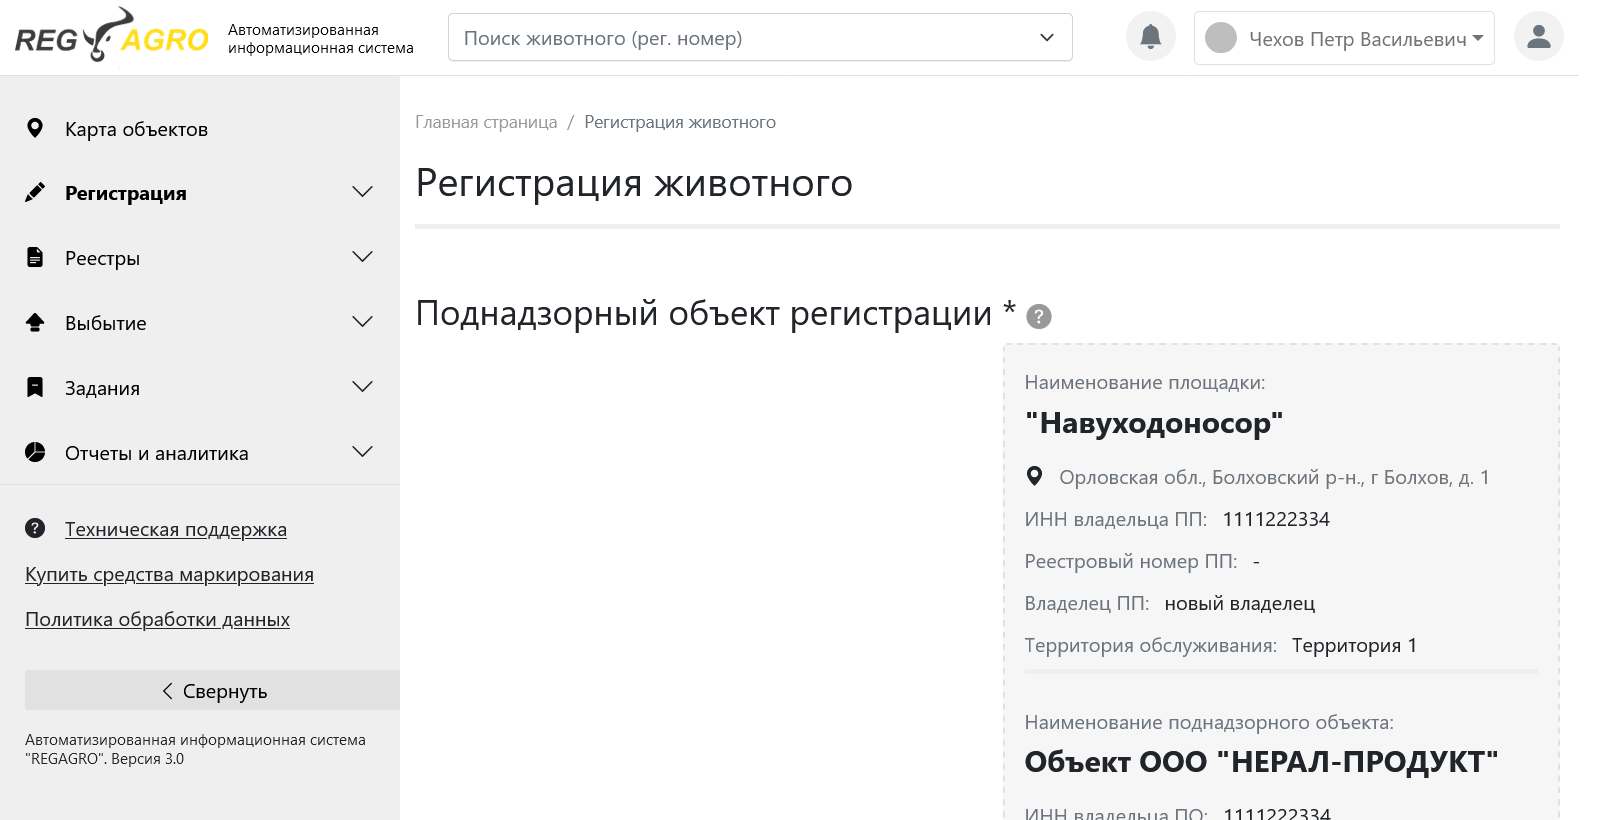 REG AGRO
Автоматизированная
информационная система
Поиск животного (рег. номер)
Чехов Петр Васильевич
Карта объектов
Регистрация
Реестры
Выбытие
Задания
Отчеты и аналитика
? Техническая поддержка
Купить средства маркирования
Политика обработки данных
Свернуть
Автоматизированная информационная система
"REGAGRO". Версия 3.0
Главная страница / Регистрация животного
Регистрация животного
Поднадзорный объект регистрации * ?
Наименование площадки:
"Навуходоносор"
Орловская обл., Болховский р-н., г Болхов, д. 1
ИНН владельца ПП: 1111222334
Реестровый номер ПП: -
Владелец ПП: новый владелец
Территория обслуживания: Территория 1
Наименование поднадзорного объекта:
Объект ООО "НЕРАЛ-ПРОДУКТ"
ИНН владельца ПО: 1111222334